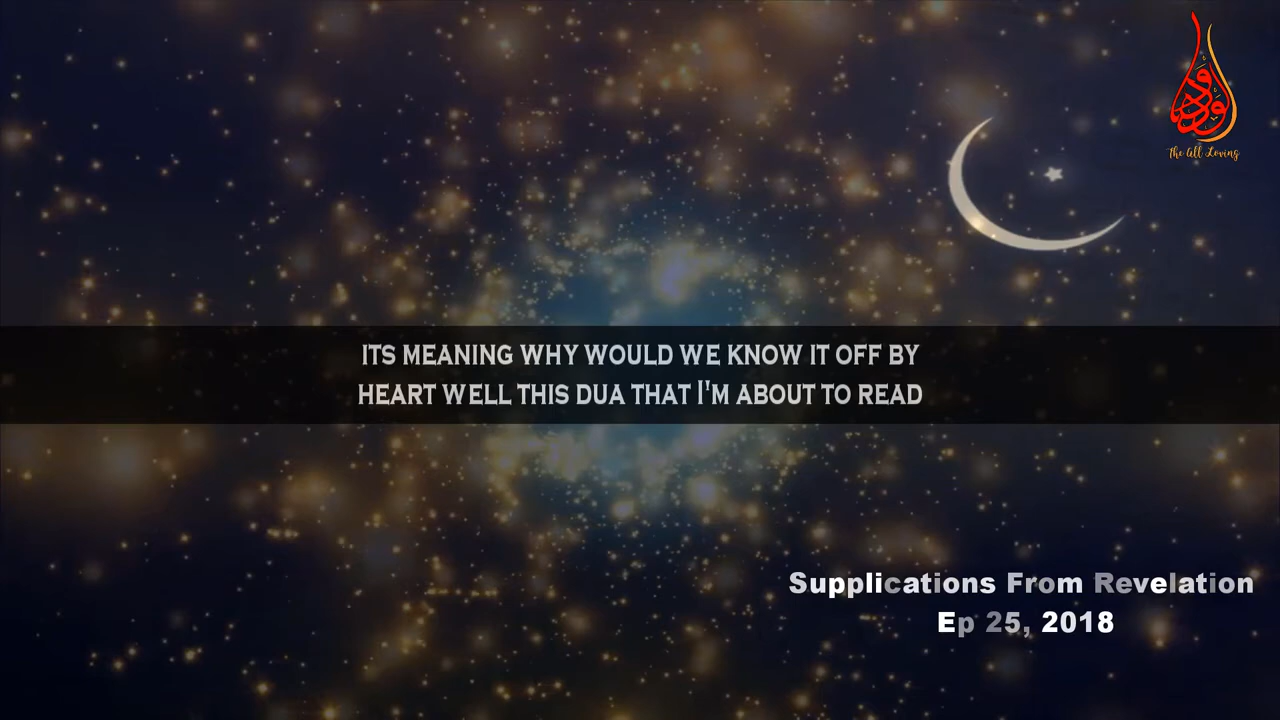 الودود
The All Loving
ITS MEANING WHY WOULD WE KNOW IT OFF BY
HEART WELL THIS DUA THAT I'M ABOUT TO READ
Supplications From Revelation
Ep 25, 2018